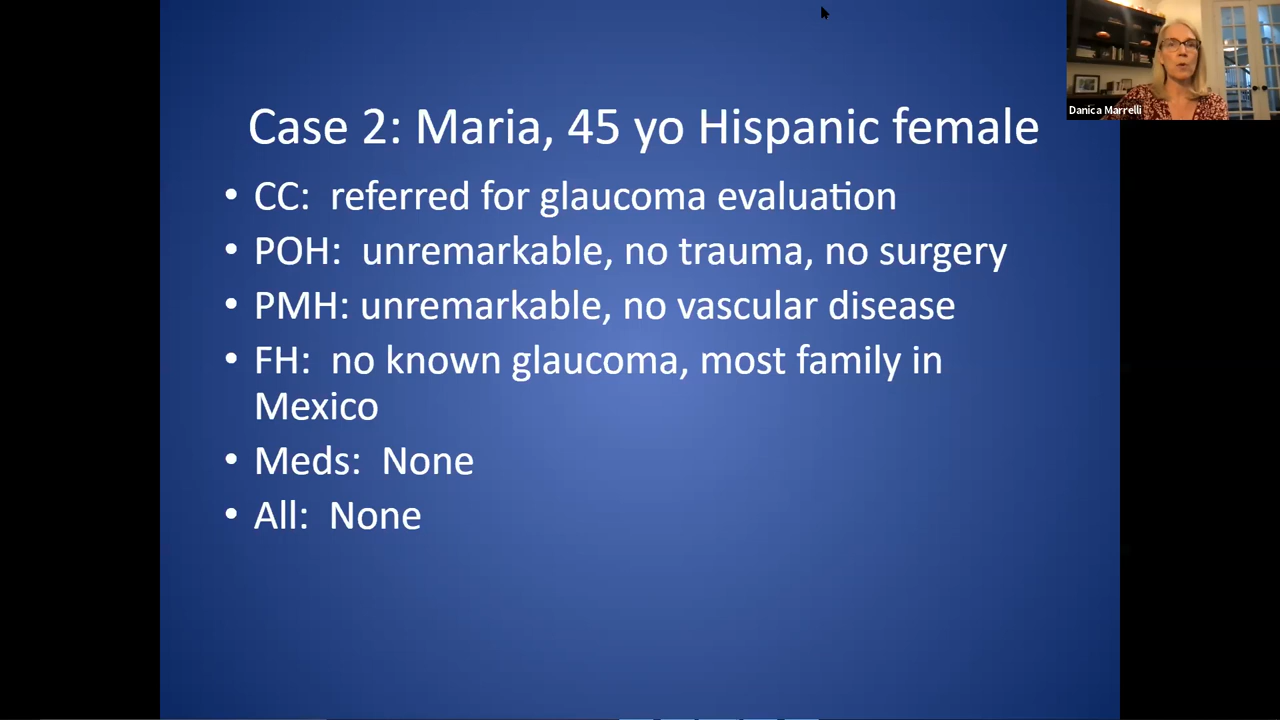 Case 2: Maria, 45 yo Hispanic female
• CC:  referred for glaucoma evaluation
• POH:  unremarkable, no trauma, no surgery
• PMH: unremarkable, no vascular disease
• FH:  no known glaucoma, most family in
Mexico
• Meds:  None
• All:  None
Danica Marrelli